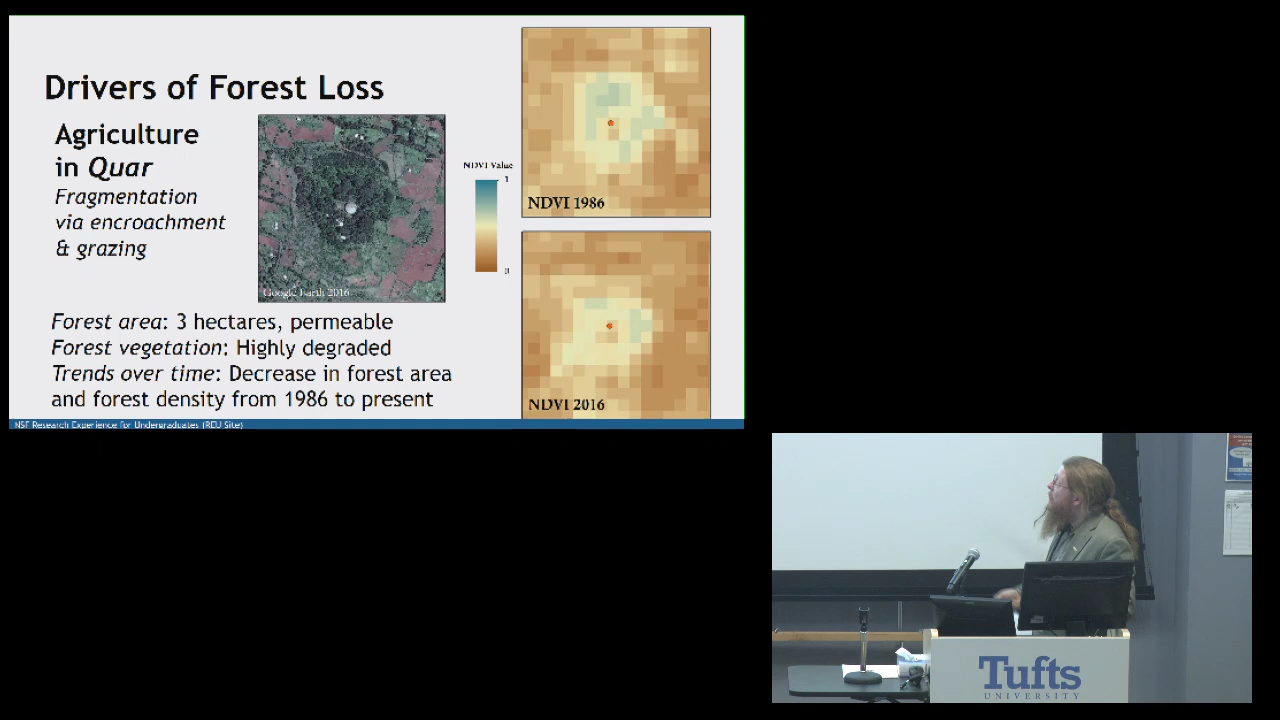 Drivers of Forest Loss
Agriculture
in Quar
Fragmentation
via encroachment
& grazing
Google Earth 2016
NDVI Value
1
NDVI 1986
NDVI 2016
Forest area: 3 hectares, permeable
Forest vegetation: Highly degraded
Trends over time: Decrease in forest area
and forest density from 1986 to present
NSF Research Experience for Undergraduates (REU Site)
Tufts
UNIVERSITY